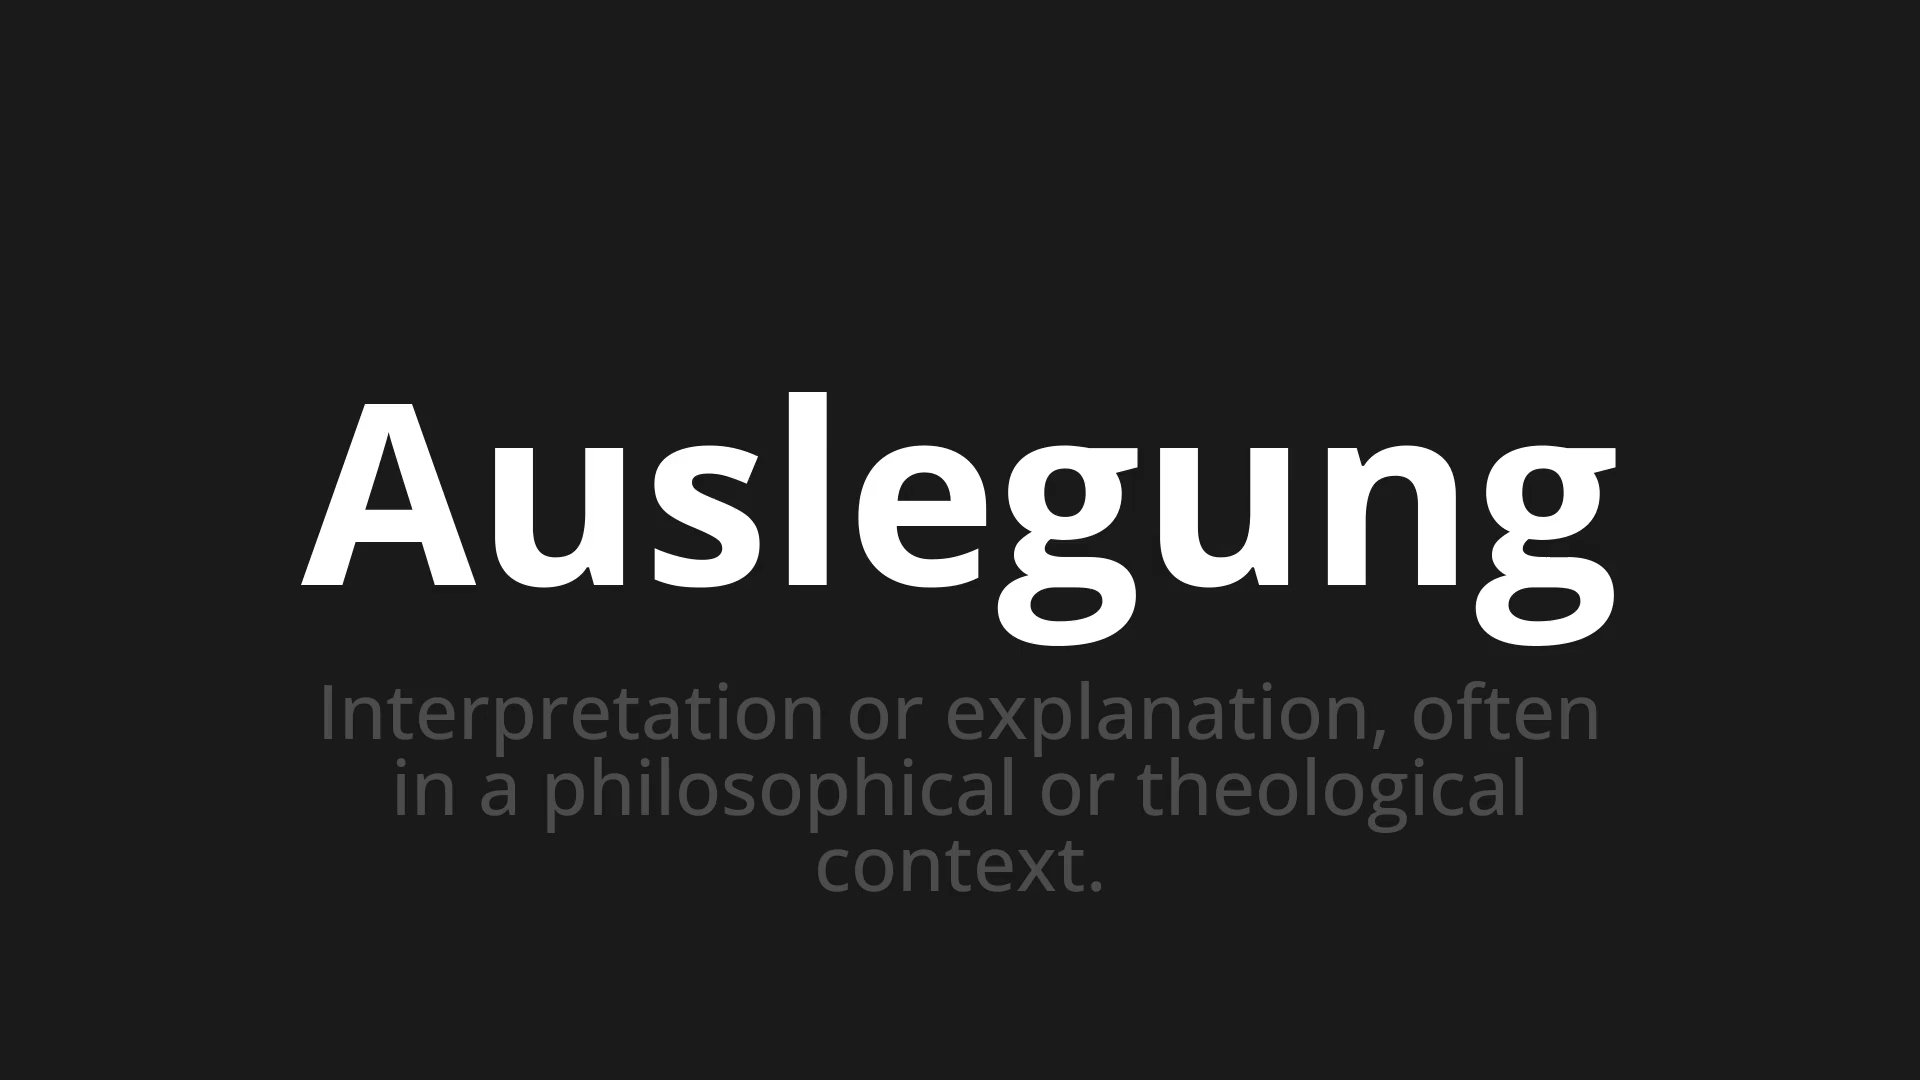 Auslegung
Interpretation or explanation, often
in a philosophical or theological
context.